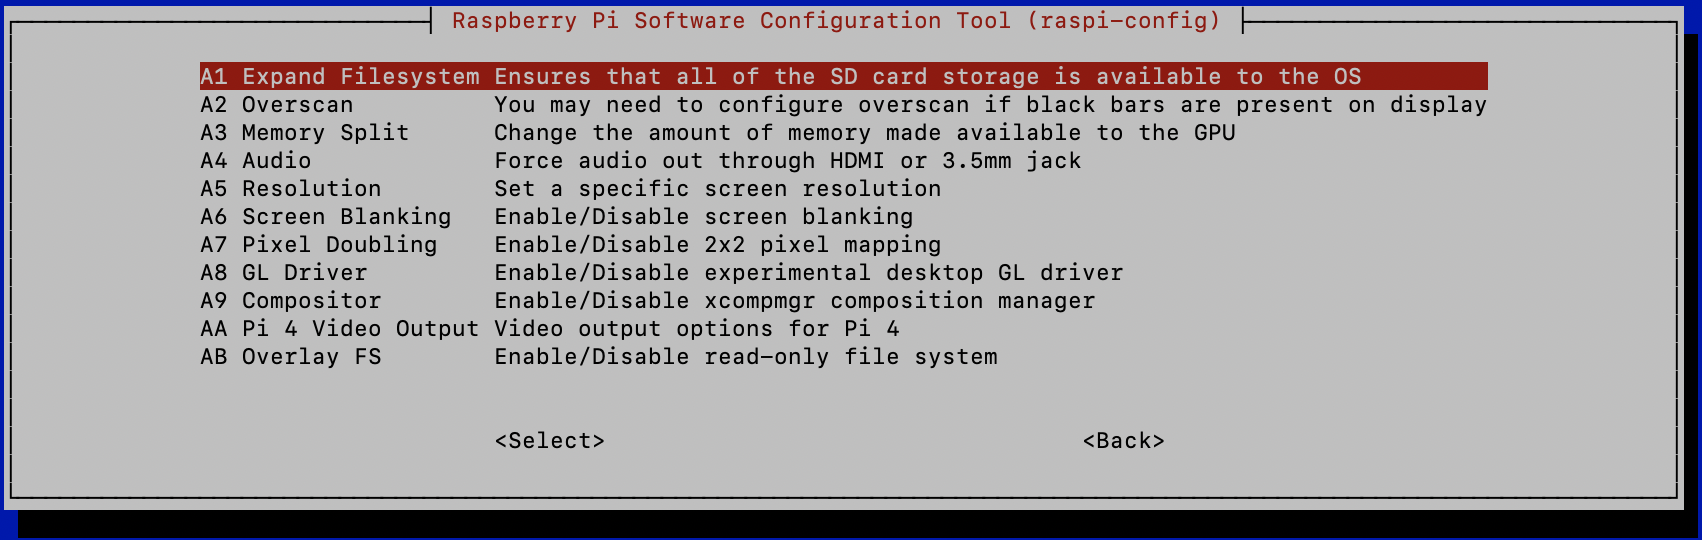 Raspberry Pi Software Configuration Tool (raspi-config)
A1 Expand Filesystem Ensures that all of the SD card storage is available to the OS
A2 Overscan You may need to configure overscan if black bars are present on display
A3 Memory Split Change the amount of memory made available to the GPU
A4 Audio Force audio out through HDMI or 3.5mm jack
A5 Resolution Set a specific screen resolution
A6 Screen Blanking Enable/Disable screen blanking
A7 Pixel Doubling Enable/Disable 2x2 pixel mapping
A8 GL Driver Enable/Disable experimental desktop GL driver
A9 Compositor Enable/Disable xcompmgr composition manager
AA Pi 4 Video Output Video output options for Pi 4
AB Overlay FS Enable/Disable read-only file system
<Select> <Back>